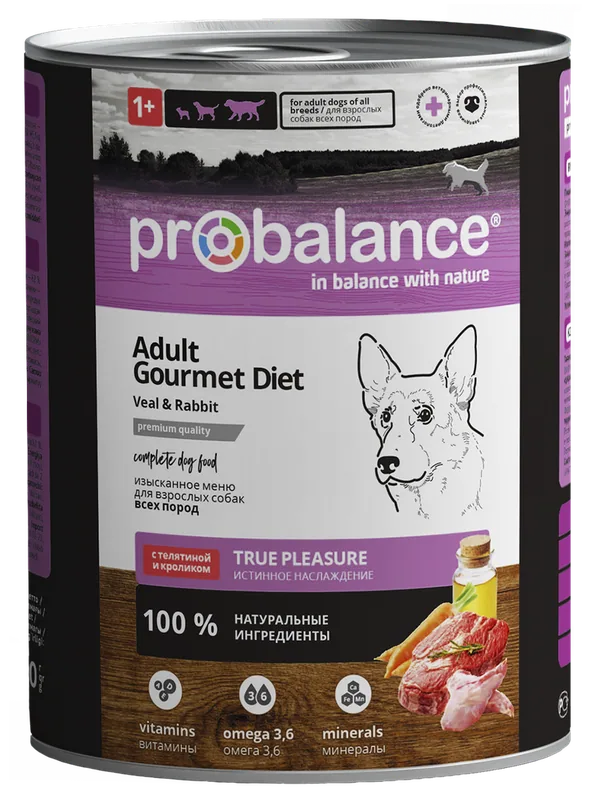 1+
for adult dogs of all
breeds / для взрослых
собак всех пород
probalance®
in balance with nature
Adult
Gourmet Diet
Veal & Rabbit
premium quality
complete dog food
изысканное меню
для взрослых собак
всех пород
с телятиной
и кроликом
TRUE PLEASURE
ИСТИННОЕ НАСЛАЖДЕНИЕ
100 %
НАТУРАЛЬНЫЕ
ИНГРЕДИЕНТЫ
3/6
Ca
Fe Mn
vitamins
витамины
omega 3,6
омега 3,6
minerals
минералы